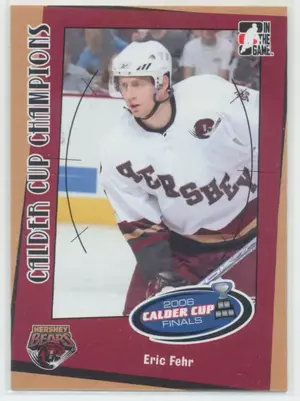 IN THE GAME
CALDER CUP CHAMPIONS
HERSHEY
2006
CALDER CUP
FINALS
HERSHEY
BEARS
Eric Fehr